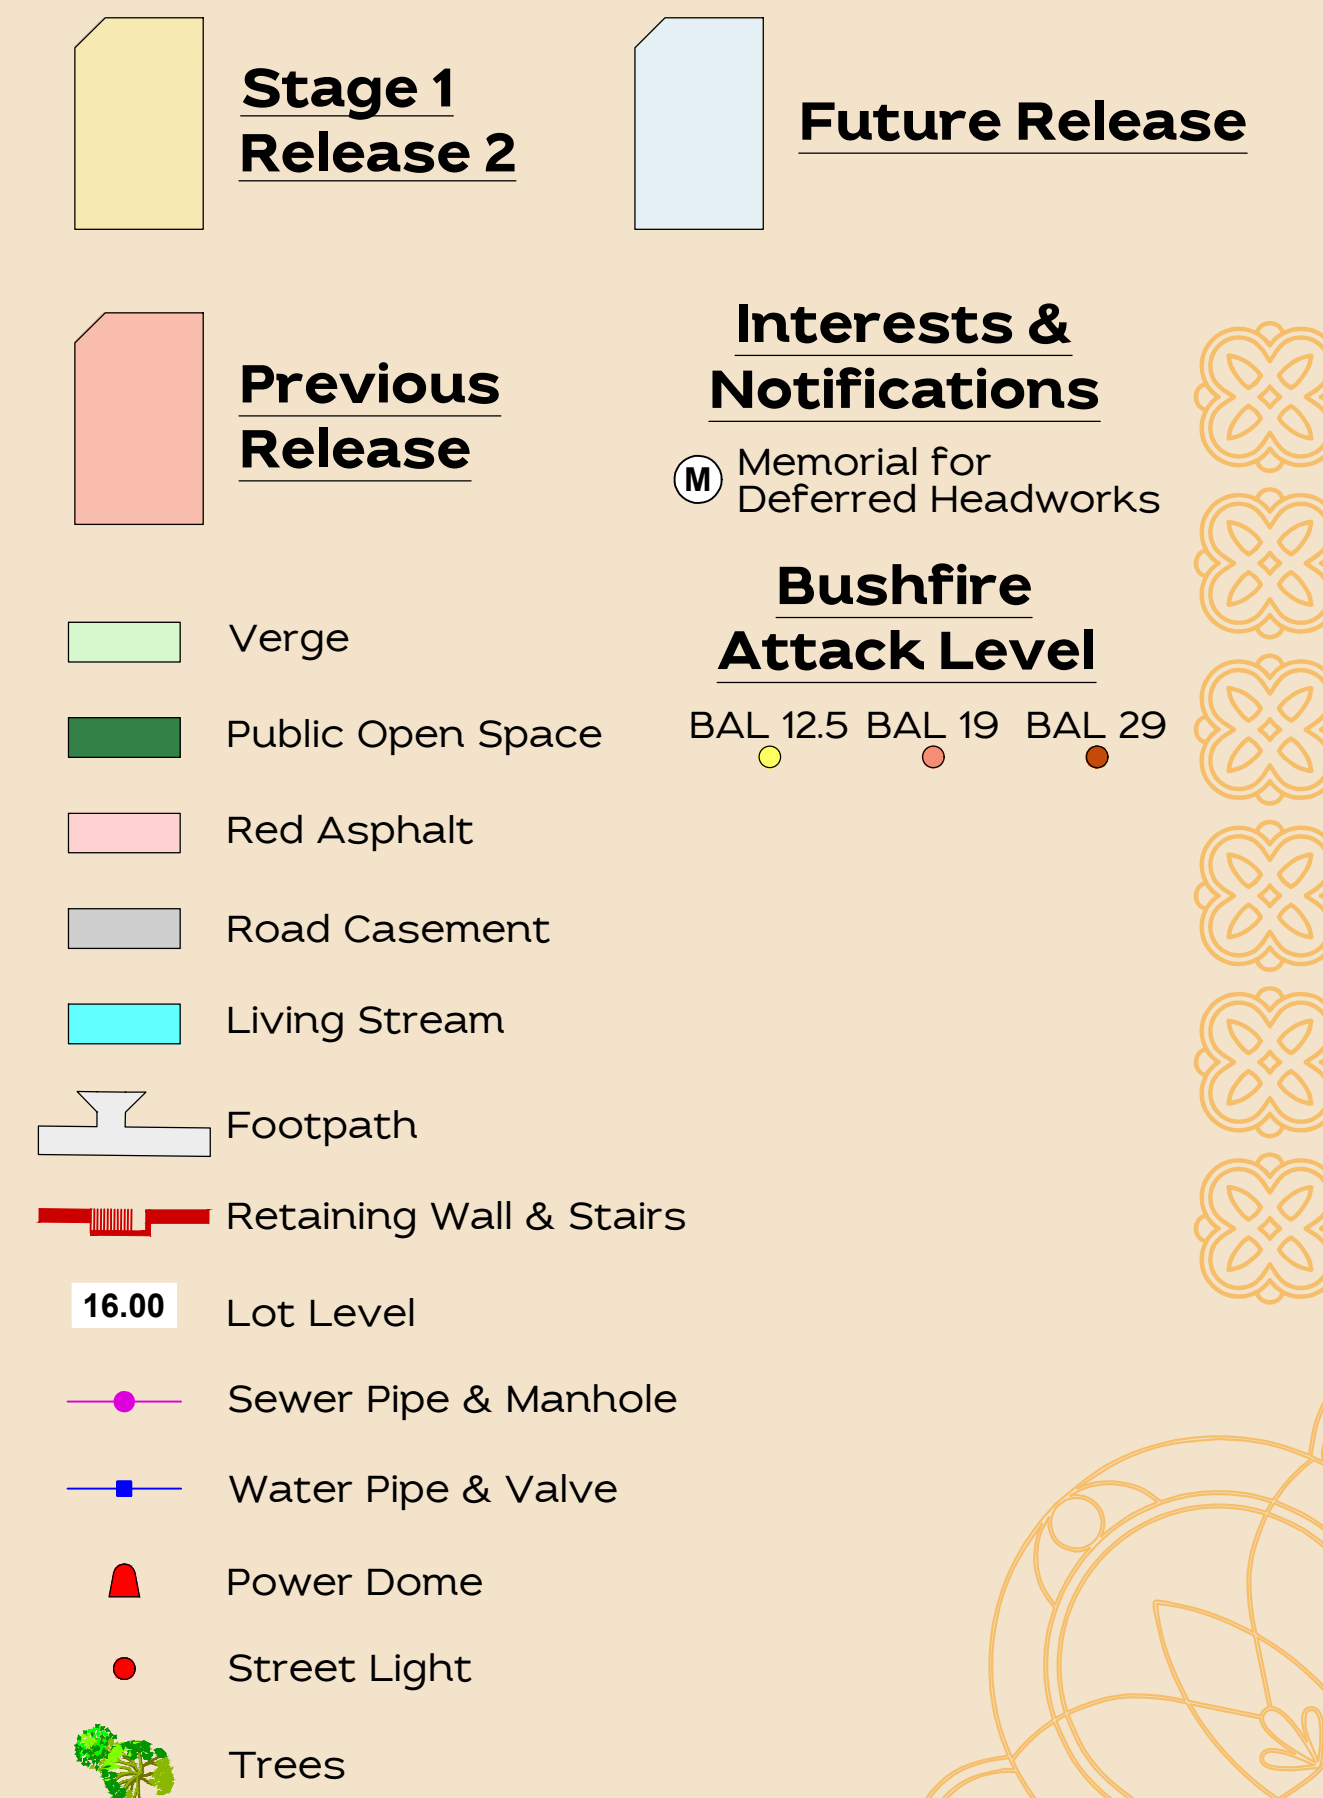 Stage 1
Release 2
Future Release
Previous
Release
Interests &
Notifications
M
Memorial for
Deferred Headworks
Bushfire
Attack Level
BAL 12.5 BAL 19 BAL 29
Verge
Public Open Space
Red Asphalt
Road Casement
Living Stream
Footpath
Retaining Wall & Stairs
16.00
Lot Level
Sewer Pipe & Manhole
Water Pipe & Valve
Power Dome
Street Light
Trees